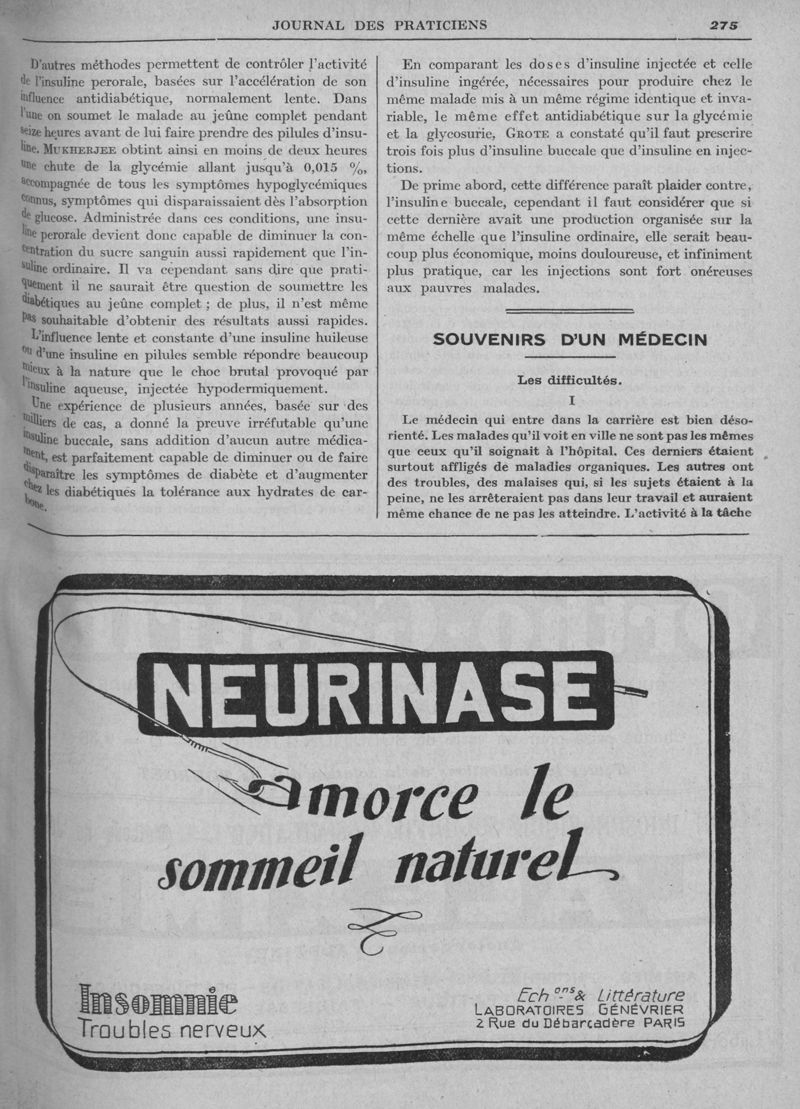 JOURNAL DES PRATICIENS 275
D'autres méthodes permettent de contrôler l'activité
de l'insuline perorale, basées sur l'accélération de son
influence antidiabétique, normalement lente. Dans
l'une on soumet le malade au jeûne complet pendant
seize heures avant de lui faire prendre des pilules d'insu-
line. MUKHERJEE obtint ainsi en moins de deux heures
une chute de la glycémie allant jusqu'à 0,015 %,
accompagnée de tous les symptômes hypoglycémiques
connus, symptômes qui disparaissaient dès l'absorption
de glucose. Administrée dans ces conditions, une insu-
line perorale devient donc capable de diminuer la con-
centration du sucre sanguin aussi rapidement que l'in-
suline ordinaire. Il va cependant sans dire que prati-
quement il ne saurait être question de soumettre les
diabétiques au jeûne complet ; de plus, il n'est même
pas souhaitable d'obtenir des résultats aussi rapides.
L'influence lente et constante d'une insuline huileuse
ou d'une insuline en pilules semble répondre beaucoup
mieux à la nature que le choc brutal provoqué par
l'insuline aqueuse, injectée hypodermiquement.
Une expérience de plusieurs années, basée sur des
milliers de cas, a donné la preuve irréfutable qu'une
insuline buccale, sans addition d'aucun autre médica-
ment, est parfaitement capable de diminuer ou de faire
disparaître les symptômes de diabète et d'augmenter
chez les diabétiques la tolérance aux hydrates de car-
bone.
En comparant les doses d'insuline injectée et celle
d'insuline ingérée, nécessaires pour produire chez le
même malade mis à un même régime identique et inva-
riable, le même effet antidiabétique sur la glycémie
et la glycosurie, GROTE a constaté qu'il faut prescrire
trois fois plus d'insuline buccale que d'insuline en injec-
tions.
De prime abord, cette différence paraît plaider contre,
l'insuline buccale, cependant il faut considérer que si
cette dernière avait une production organisée sur la
même échelle que l'insuline ordinaire, elle serait beau-
coup plus économique, moins douloureuse, et infiniment
plus pratique, car les injections sont fort onéreuses
aux pauvres malades.
SOUVENIRS D'UN MÉDECIN
Les difficultés.
I
Le médecin qui entre dans la carrière est bien déso-
rienté. Les malades qu'il voit en ville ne sont pas les mêmes
que ceux qu'il soignait à l'hôpital. Ces derniers étaient
surtout affligés de maladies organiques. Les autres ont
des troubles, des malaises qui, si les sujets étaient à la
peine, ne les arrêteraient pas dans leur travail et auraient
même chance de ne pas les atteindre. L'activité à la tâche
NEURINASE
amorce le
sommeil naturel
Insomnie
Troubles nerveux
Echons & Littérature
LABORATOIRES GÉNÉVRIER
2 Rue du Débarcadère PARIS